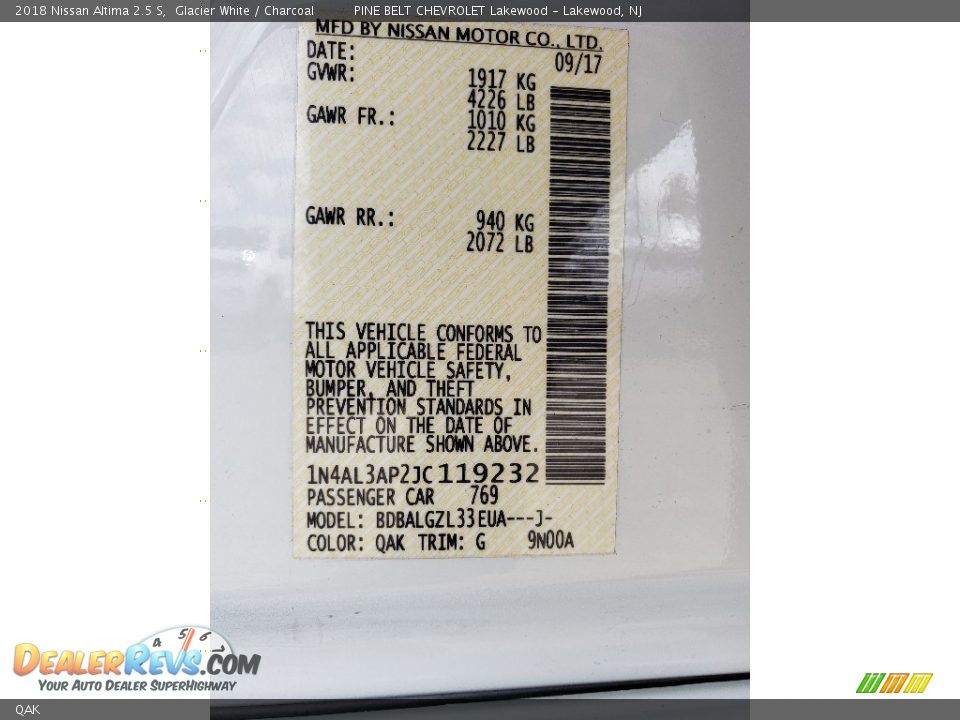 2018 Nissan Altima 2.5 S, Glacier White / Charcoal PINE BELT CHEVROLET Lakewood - Lakewood, NJ
MFD BY NISSAN MOTOR CO., LTD.
DATE: 09/17
GVWR: 1917 KG
4226 LB
GAWR FR.: 1010 KG
2227 LB
GAWR RR.: 940 KG
2072 LB
THIS VEHICLE CONFORMS TO
ALL APPLICABLE FEDERAL
MOTOR VEHICLE SAFETY,
BUMPER, AND THEFT
PREVENTION STANDARDS IN
EFFECT ON THE DATE OF
MANUFACTURE SHOWN ABOVE.
1N4AL3AP2JC119232
PASSENGER CAR 769
MODEL: BDBALGZL33EUA---J-
COLOR: QAK TRIM: G 9N00A
4 5 6 7
DEALERREVS.COM
YOUR AUTO DEALER SUPERHIGHWAY
QAK